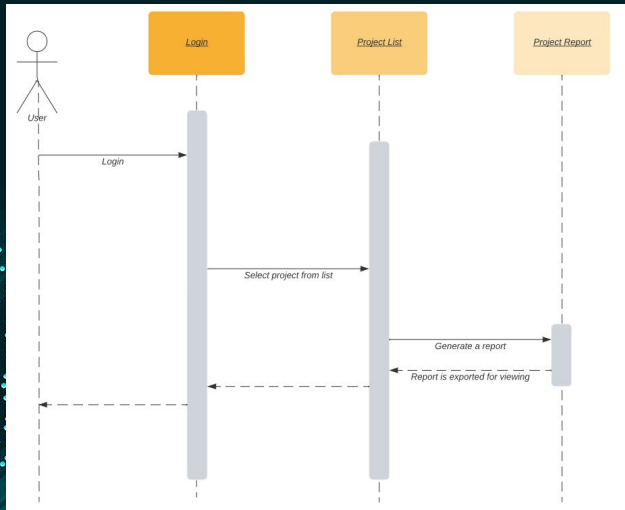 Login
Project List
Project Report
User
Login
Select project from list
Generate a report
Report is exported for viewing